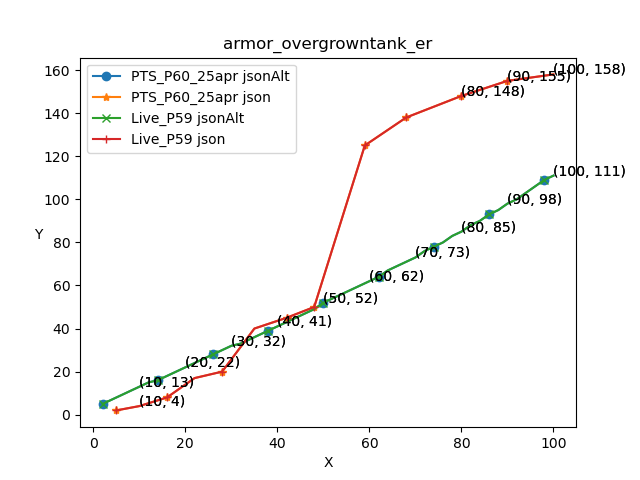 armor_overgrowntank_er
PTS_P60_25apr jsonAlt
PTS_P60_25apr json
Live_P59 jsonAlt
Live_P59 json
(100, 158)
(90, 155)
(80, 148)
(100, 111)
(90, 98)
(80, 85)
(70, 73)
(60, 62)
(50, 52)
(40, 41)
(30, 32)
(20, 22)
(10, 13)
(10, 4)
160
140
120
100
80
60
40
20
0
Y
0 20 40 60 80 100
X